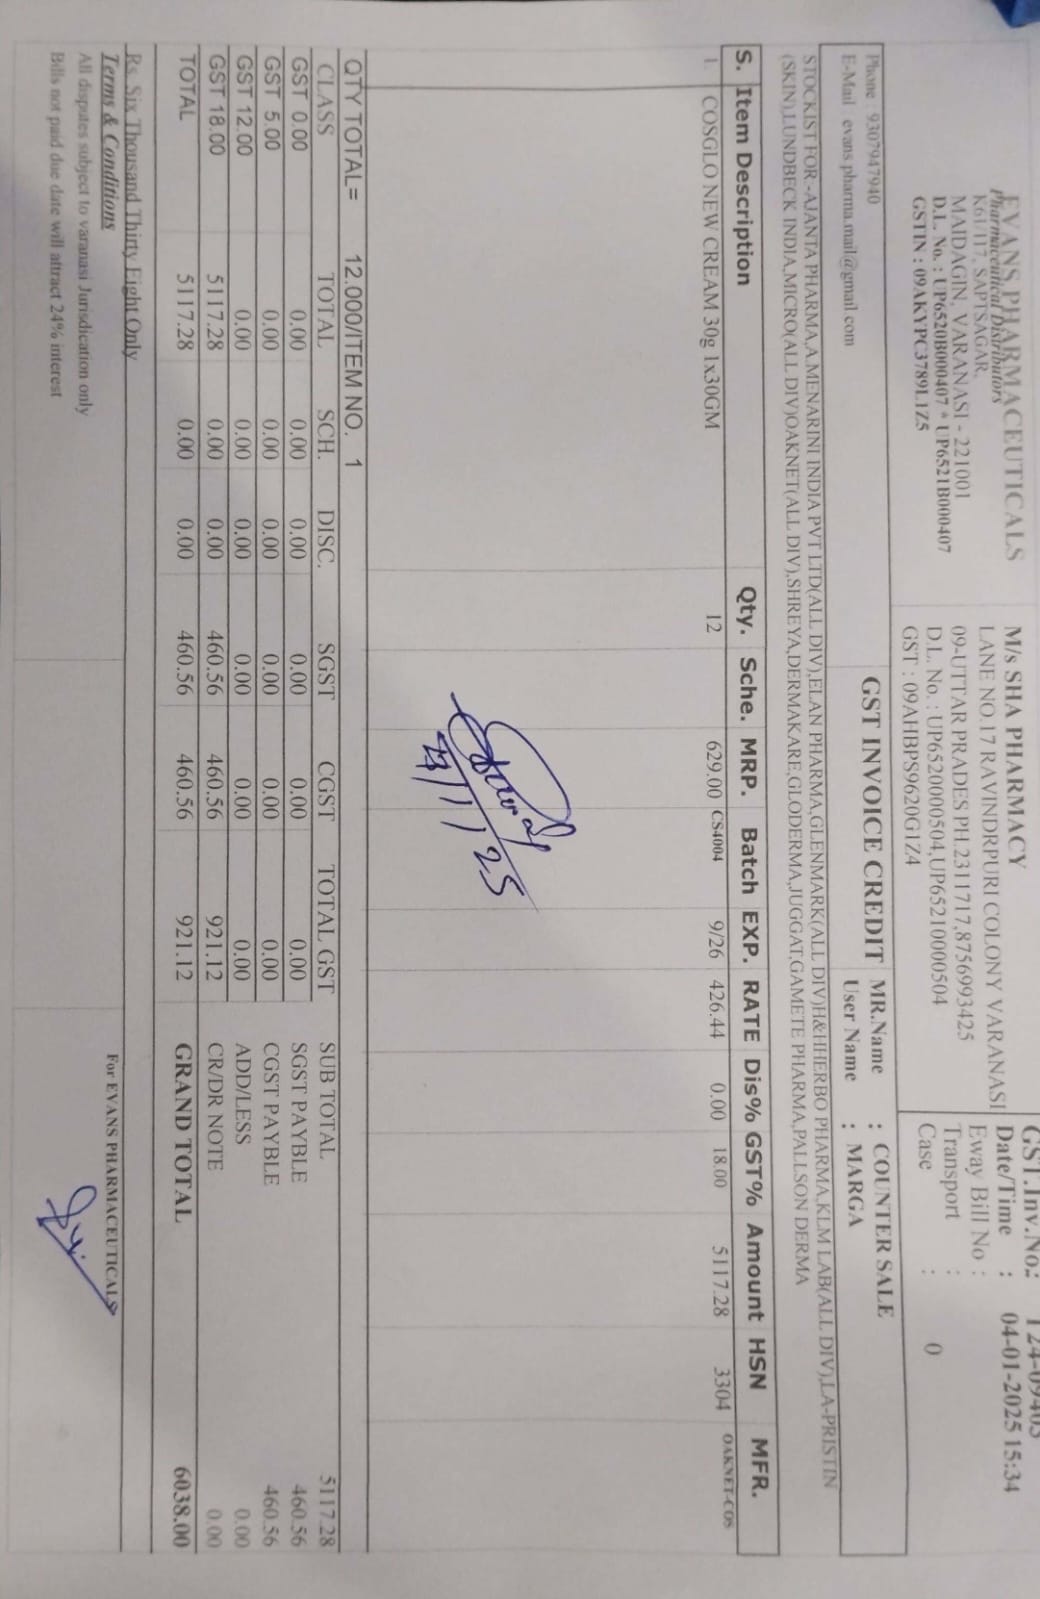 EVANS PHARMACEUTICALS
Pharmaceutical Distributors
K61/117, SAPTSAGAR,
MAIDAGIN, VARANASI - 221001
D.L. No. : UP6520B000407 * UP6521B000407
GSTIN : 09AKYPC3789L1Z5
M/s SHA PHARMACY
LANE NO.17 RAVINDRPURI COLONY VARANASI
09-UTTAR PRADES PH.2311717,8756993425
D.L. No. : UP6520000504,UP65210000504
GST : 09AHBPS9620G1Z4
GST.Inv.No.: T24-09403
Date/Time : 04-01-2025 15:34
Eway Bill No :
Transport :
Case : 0
Phone : 9307947940
E-Mail : evans.pharma.mail@gmail.com
GST INVOICE CREDIT
MR.Name : COUNTER SALE
User Name : MARGA
STOCKIST FOR:-AJANTA PHARMA,A.MENARINI INDIA PVT LTD(ALL DIV),ELAN PHARMA,GLENMARK(ALL DIV)H&HHERBO PHARMA,KLM LAB(ALL DIV),LA-PRISTIN
(SKIN),LUNDBECK INDIA,MICRO(ALL DIV)OAKNET(ALL DIV),SHREYA,DERMAKARE,GLODERMA,JUGGAT,GAMETE PHARMA,PALLSON DERMA
S. Item Description Qty. Sche. MRP. Batch EXP. RATE Dis% GST% Amount HSN MFR.
1. COSGLO NEW CREAM 30g 1x30GM 12 629.00 CS4004 9/26 426.44 0.00 18.00 5117.28 3304 OAKNET-COS
/1/25
QTY TOTAL= 12.000/ITEM NO. 1
CLASS TOTAL SCH. DISC. SGST CGST TOTAL GST
GST 0.00 0.00 0.00 0.00 0.00 0.00 0.00
GST 5.00 0.00 0.00 0.00 0.00 0.00 0.00
GST 12.00 0.00 0.00 0.00 0.00 0.00 0.00
GST 18.00 5117.28 0.00 0.00 460.56 460.56 921.12
TOTAL 5117.28 0.00 0.00 460.56 460.56 921.12
SUB TOTAL 5117.28
SGST PAYBLE 460.56
CGST PAYBLE 460.56
ADD/LESS 0.00
CR/DR NOTE 0.00
GRAND TOTAL 6038.00
Rs. Six Thousand Thirty Eight Only
Terms & Conditions
All disputes subject to varanasi Jurisdication only
Bills not paid due date will attract 24% interest
For EVANS PHARMACEUTICALS